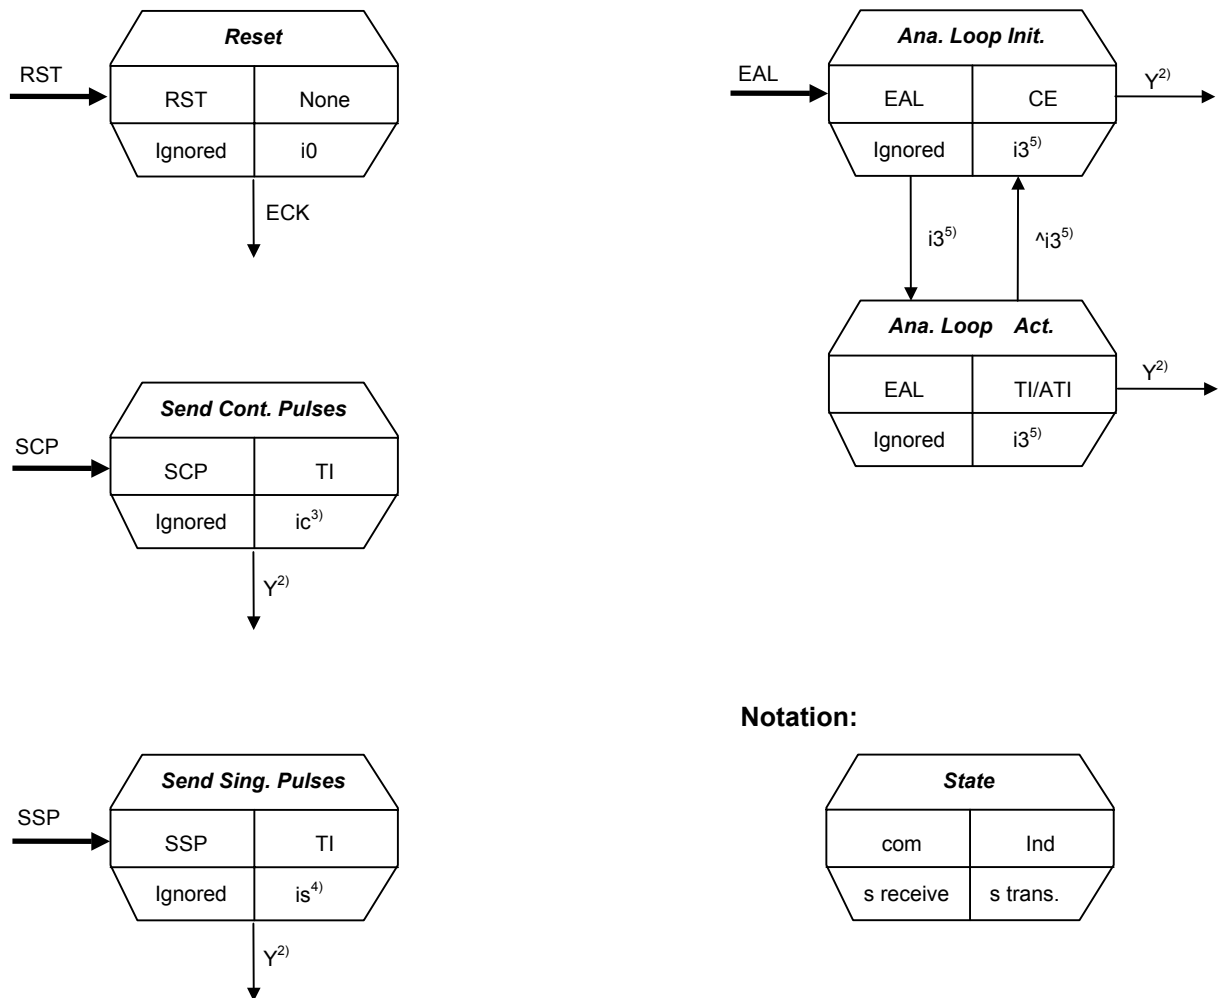 Reset
RST
RST None
Ignored i0
ECK
Ana. Loop Init.
EAL
EAL CE
Y2)
Ignored i35)
i35)
^i35)
Ana. Loop Act.
EAL TI/ATI
Y2)
Ignored i35)
Send Cont. Pulses
SCP
SCP TI
Ignored ic3)
Y2)
Send Sing. Pulses
SSP
SSP TI
Ignored is4)
Y2)
Notation:
State
com Ind
s receive s trans.